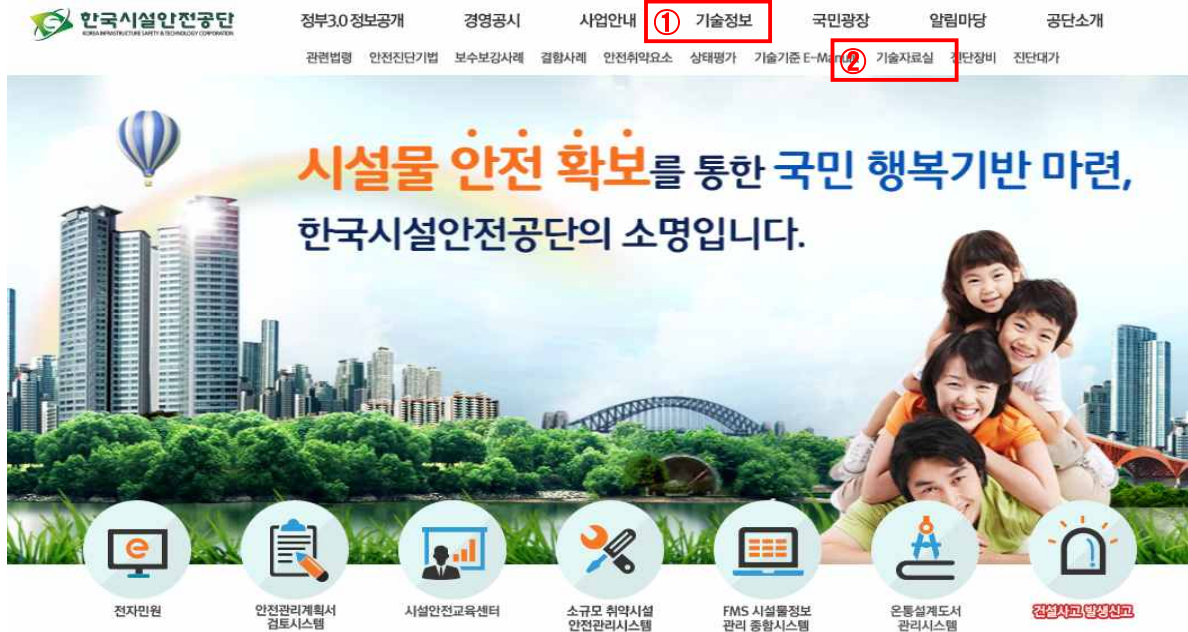 한국시설안전공단
KOREA INFRASTRUCTURE SAFETY & TECHNOLOGY CORPORATION
정부3.0 정보공개 경영공시 사업안내 ① 기술정보 국민광장 알림마당 공단소개
관련법령 안전진단기법 보수보강사례 결함사례 안전취약요소 상태평가 기술기준 E-Manual ② 기술자료실 진단장비 진단대가
시설물 안전 확보를 통한 국민 행복기반 마련,
한국시설안전공단의 소명입니다.
전자민원
안전관리계획서
검토시스템
시설안전교육센터
소규모 취약시설
안전관리시스템
FMS 시설물정보
관리 종합시스템
온통설계도서
관리시스템
건설사고 발생신고